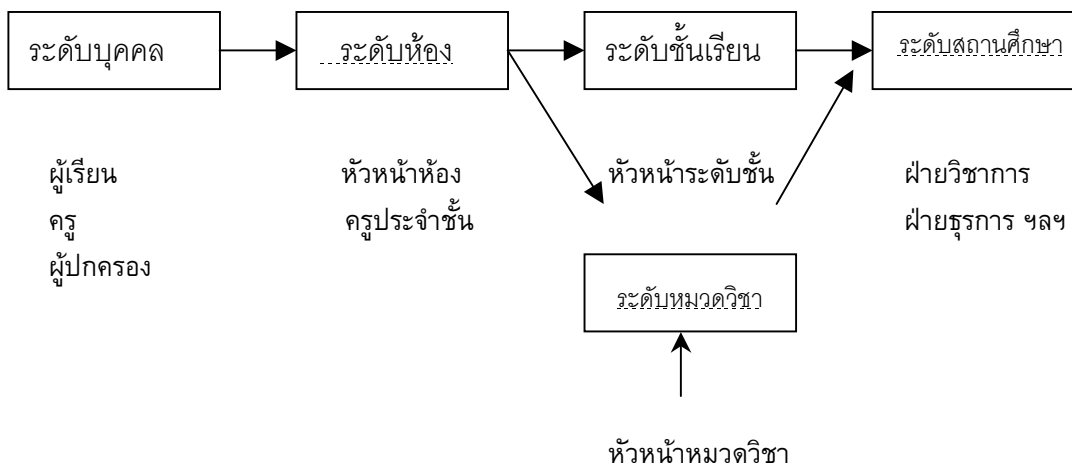 ระดับบุคคล
ระดับห้อง
ระดับชั้นเรียน
ระดับสถานศึกษา
ผู้เรียน
ครู
ผู้ปกครอง
หัวหน้าห้อง
ครูประจำชั้น
หัวหน้าระดับชั้น
ฝ่ายวิชาการ
ฝ่ายธุรการ ฯลฯ
ระดับหมวดวิชา
หัวหน้าหมวดวิชา